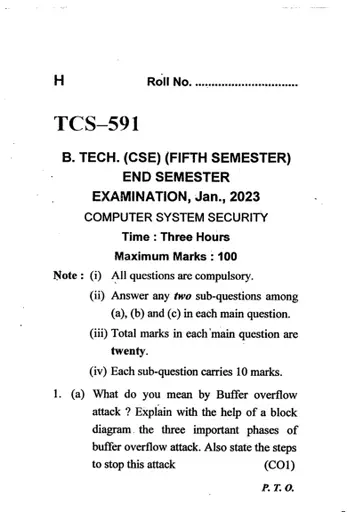 H Roll No. ................................
TCS–591
B. TECH. (CSE) (FIFTH SEMESTER)
END SEMESTER
EXAMINATION, Jan., 2023
COMPUTER SYSTEM SECURITY
Time : Three Hours
Maximum Marks : 100
Note : (i) All questions are compulsory.
(ii) Answer any two sub-questions among
(a), (b) and (c) in each main question.
(iii) Total marks in each main question are
twenty.
(iv) Each sub-question carries 10 marks.
1. (a) What do you mean by Buffer overflow
attack ? Explain with the help of a block
diagram the three important phases of
buffer overflow attack. Also state the steps
to stop this attack (CO1)
P. T. O.